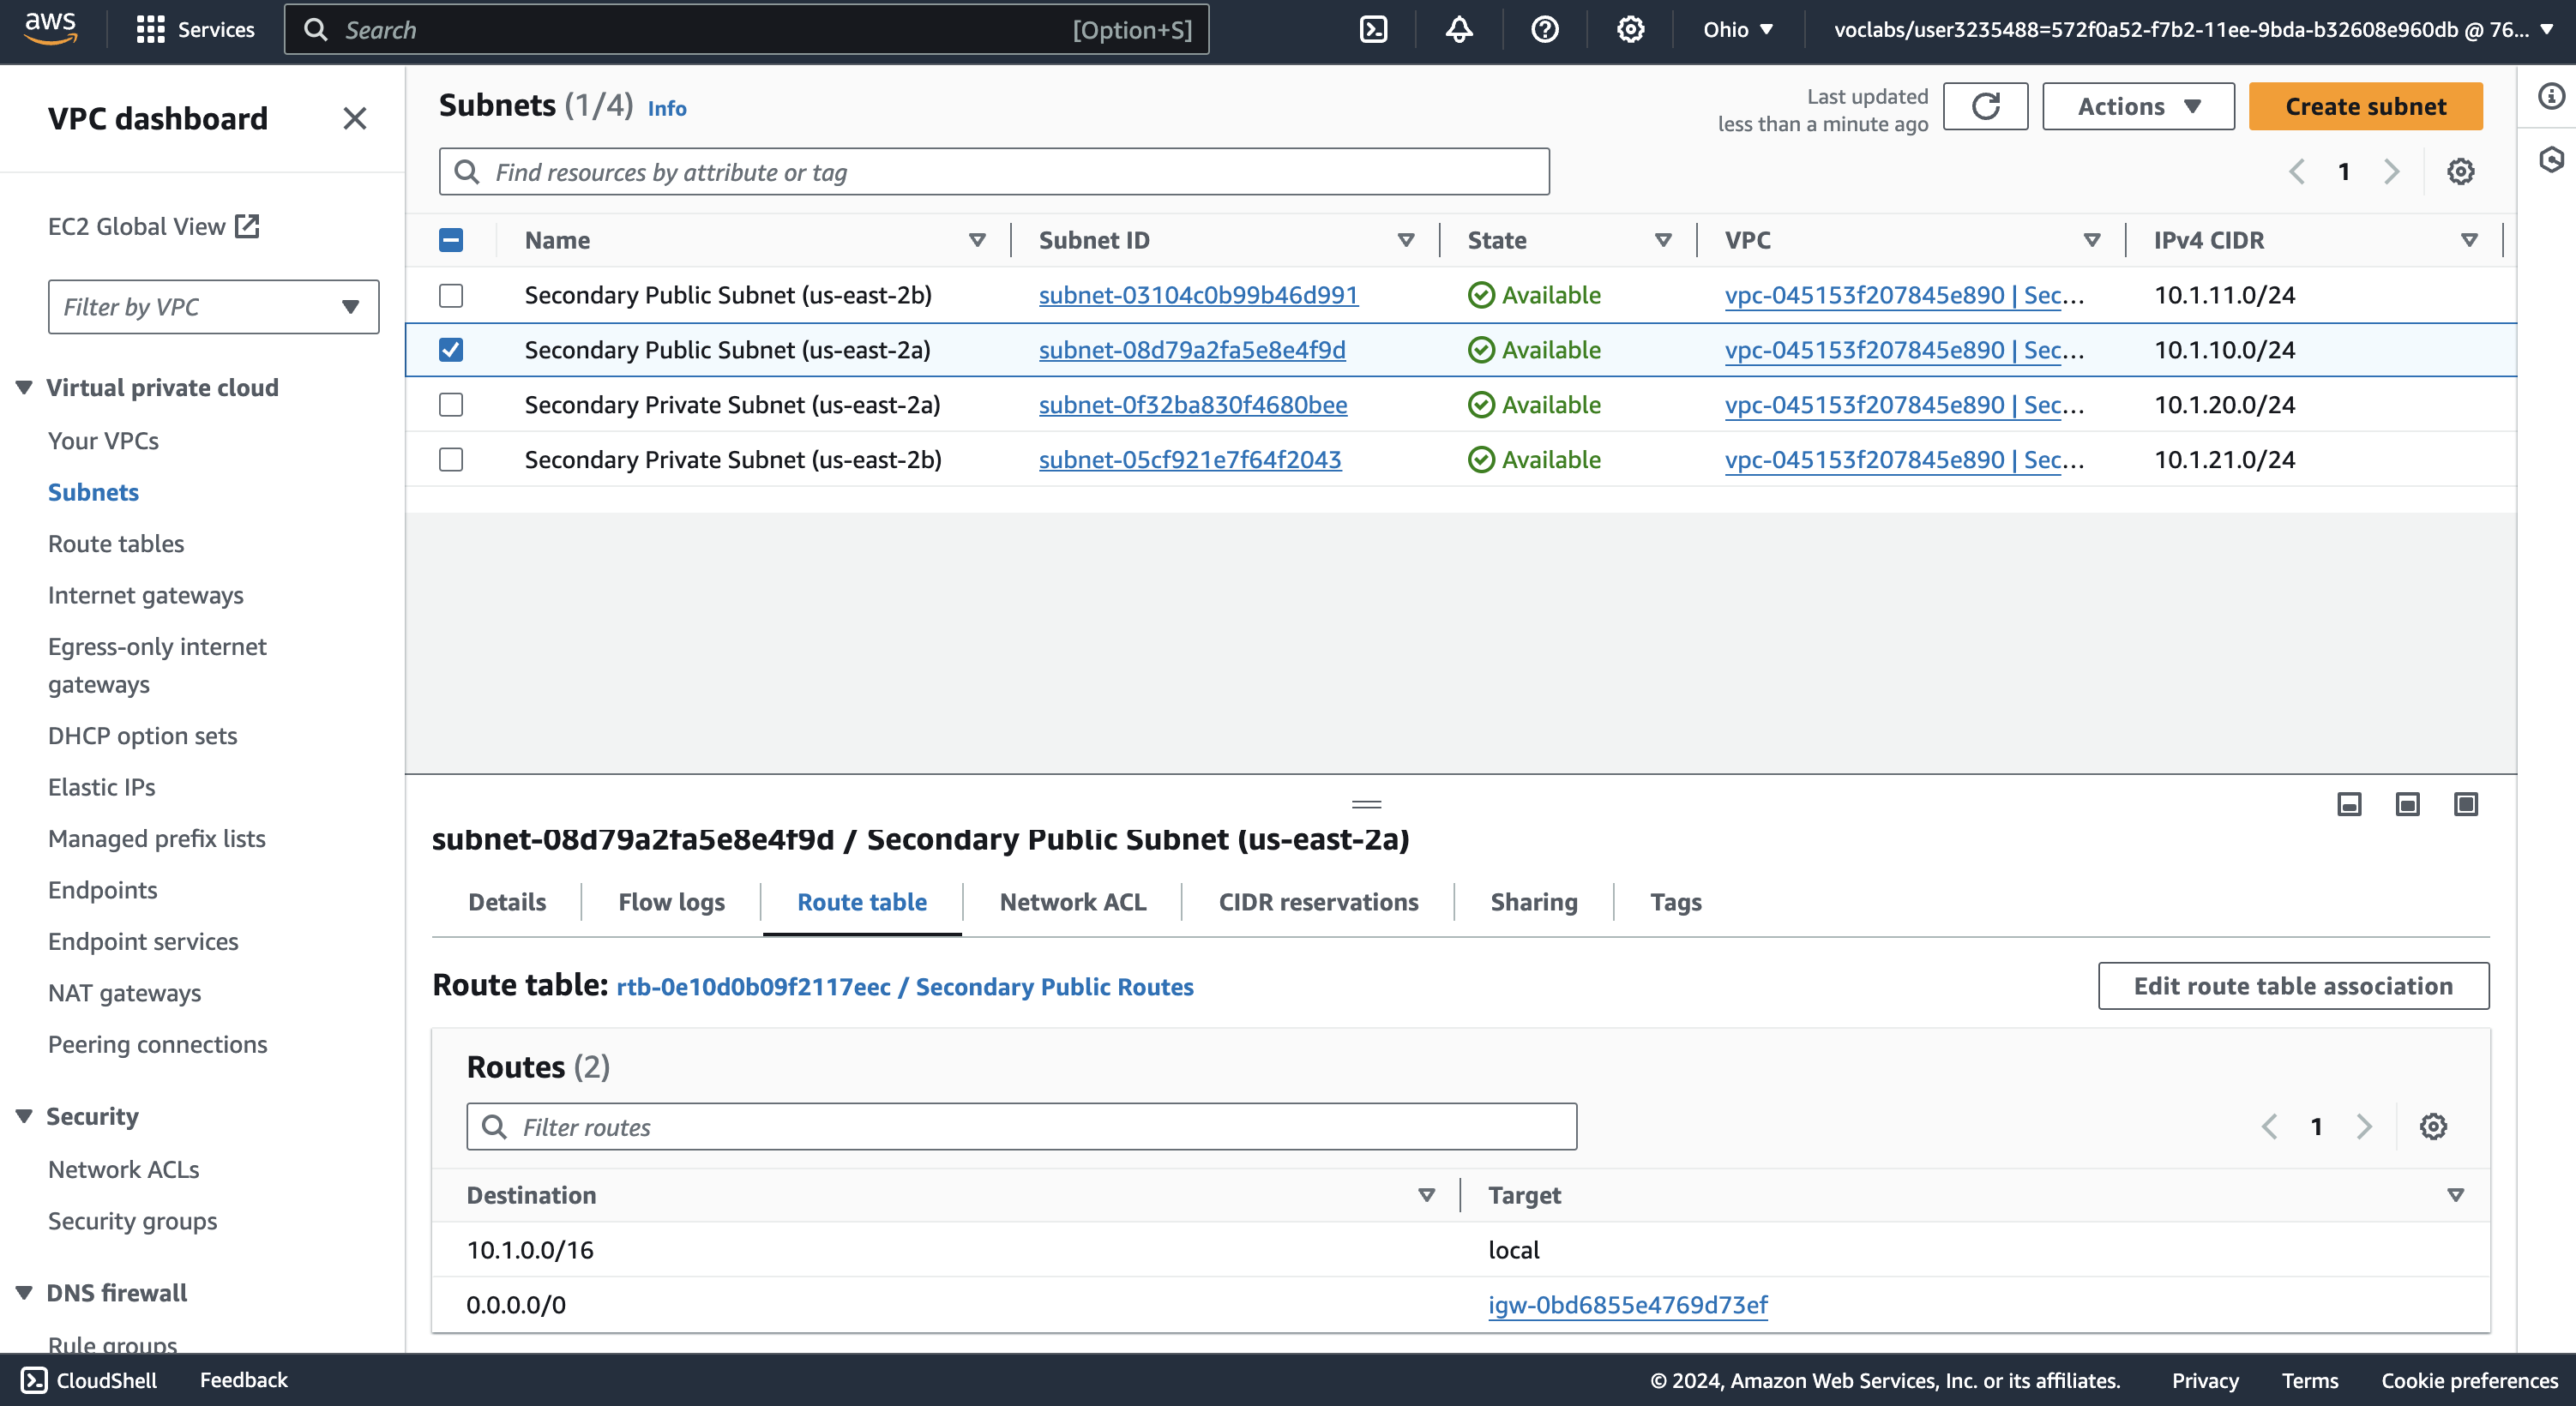 aws
Services
Search
[Option+S]
Ohio
voclabs/user3235488=572f0a52-f7b2-11ee-9bda-b32608e960db @ 76...
VPC dashboard
EC2 Global View
Filter by VPC
Virtual private cloud
Your VPCs
Subnets
Route tables
Internet gateways
Egress-only internet
gateways
DHCP option sets
Elastic IPs
Managed prefix lists
Endpoints
Endpoint services
NAT gateways
Peering connections
Security
Network ACLs
Security groups
DNS firewall
Rule groups
Subnets (1/4) Info
Last updated
less than a minute ago
Actions
Create subnet
Find resources by attribute or tag
1
Name Subnet ID State VPC IPv4 CIDR
Secondary Public Subnet (us-east-2b) subnet-03104c0b99b46d991 Available vpc-045153f207845e890 | Sec... 10.1.11.0/24
Secondary Public Subnet (us-east-2a) subnet-08d79a2fa5e8e4f9d Available vpc-045153f207845e890 | Sec... 10.1.10.0/24
Secondary Private Subnet (us-east-2a) subnet-0f32ba830f4680bee Available vpc-045153f207845e890 | Sec... 10.1.20.0/24
Secondary Private Subnet (us-east-2b) subnet-05cf921e7f64f2043 Available vpc-045153f207845e890 | Sec... 10.1.21.0/24
subnet-08d79a2fa5e8e4f9d / Secondary Public Subnet (us-east-2a)
Details Flow logs Route table Network ACL CIDR reservations Sharing Tags
Route table: rtb-0e10d0b09f2117eec / Secondary Public Routes
Edit route table association
Routes (2)
Filter routes
1
Destination Target
10.1.0.0/16 local
0.0.0.0/0 igw-0bd6855e4769d73ef
CloudShell Feedback
© 2024, Amazon Web Services, Inc. or its affiliates. Privacy Terms Cookie preferences